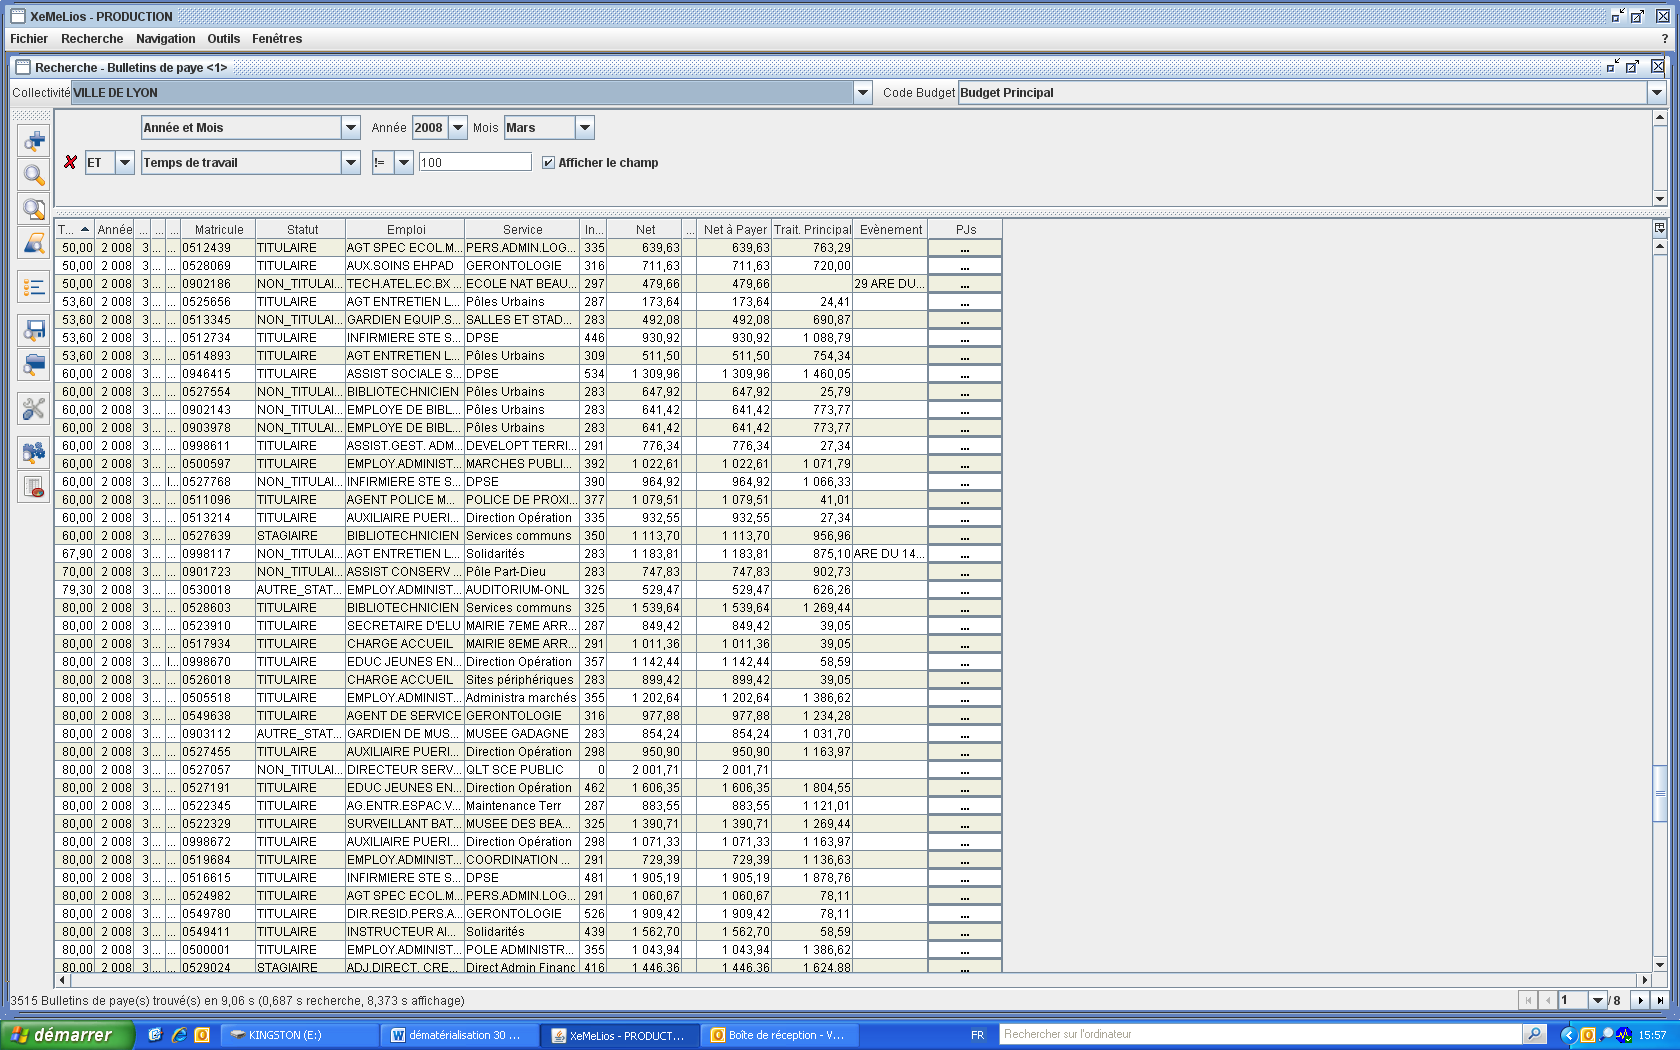 XeMeLios - PRODUCTION
Fichier Recherche Navigation Outils Fenêtres ?
Recherche - Bulletins de paye <1>
Collectivité VILLE DE LYON Code Budget Budget Principal
Année et Mois Année 2008 Mois Mars
ET Temps de travail != 100 Afficher le champ
T... Année ... ... ... Matricule Statut Emploi Service In... Net ... Net à Payer Trait. Principal Evènement PJs
50,00 2 008 3 ... ... 0512439 TITULAIRE AGT SPEC ECOL.M... PERS.ADMIN.LOG... 335 639,63 639,63 763,29 ...
50,00 2 008 3 ... ... 0528069 TITULAIRE AUX.SOINS EHPAD GERONTOLOGIE 316 711,63 711,63 720,00 ...
50,00 2 008 3 ... ... 0902186 NON_TITULAI... TECH.ATEL.EC.BX ... ECOLE NAT BEAU... 297 479,66 479,66 29 ARE DU... ...
53,60 2 008 3 ... ... 0525656 TITULAIRE AGT ENTRETIEN L... Pôles Urbains 287 173,64 173,64 24,41 ...
53,60 2 008 3 ... ... 0513345 NON_TITULAI... GARDIEN EQUIP.S... SALLES ET STAD... 283 492,08 492,08 690,87 ...
53,60 2 008 3 ... ... 0512734 TITULAIRE INFIRMIERE STE S... DPSE 446 930,92 930,92 1 088,79 ...
53,60 2 008 3 ... ... 0514893 TITULAIRE AGT ENTRETIEN L... Pôles Urbains 309 511,50 511,50 754,34 ...
60,00 2 008 3 ... ... 0946415 TITULAIRE ASSIST SOCIALE S... DPSE 534 1 309,96 1 309,96 1 460,05 ...
60,00 2 008 3 ... ... 0527554 NON_TITULAI... BIBLIOTECHNICIEN Pôles Urbains 283 647,92 647,92 25,79 ...
60,00 2 008 3 ... ... 0902143 NON_TITULAI... EMPLOYE DE BIBL... Pôles Urbains 283 641,42 641,42 773,77 ...
60,00 2 008 3 ... ... 0903978 NON_TITULAI... EMPLOYE DE BIBL... Pôles Urbains 283 641,42 641,42 773,77 ...
60,00 2 008 3 ... ... 0998611 TITULAIRE ASSIST.GEST. ADM... DEVELOPT TERRI... 291 776,34 776,34 27,34 ...
60,00 2 008 3 ... ... 0500597 TITULAIRE EMPLOY.ADMINIST... MARCHES PUBLI... 392 1 022,61 1 022,61 1 071,79 ...
60,00 2 008 3 ... I... 0527768 NON_TITULAI... INFIRMIERE STE S... DPSE 390 964,92 964,92 1 066,33 ...
60,00 2 008 3 ... ... 0511096 TITULAIRE AGENT POLICE M... POLICE DE PROXI... 377 1 079,51 1 079,51 41,01 ...
60,00 2 008 3 ... ... 0513214 TITULAIRE AUXILIAIRE PUERI... Direction Opération 335 932,55 932,55 27,34 ...
60,00 2 008 3 ... ... 0527639 STAGIAIRE BIBLIOTECHNICIEN Services communs 350 1 113,70 1 113,70 956,96 ...
67,90 2 008 3 ... ... 0998117 NON_TITULAI... AGT ENTRETIEN L... Solidarités 283 1 183,81 1 183,81 875,10 ARE DU 14... ...
70,00 2 008 3 ... ... 0901723 NON_TITULAI... ASSIST CONSERV ... Pôle Part-Dieu 283 747,83 747,83 902,73 ...
79,30 2 008 3 ... ... 0530018 AUTRE_STAT... EMPLOY.ADMINIST... AUDITORIUM-ONL 325 529,47 529,47 626,26 ...
80,00 2 008 3 ... ... 0528603 TITULAIRE BIBLIOTECHNICIEN Services communs 325 1 539,64 1 539,64 1 269,44 ...
80,00 2 008 3 ... ... 0523910 TITULAIRE SECRETAIRE D'ELU MAIRIE 7EME ARR... 287 849,42 849,42 39,05 ...
80,00 2 008 3 ... ... 0517934 TITULAIRE CHARGE ACCUEIL MAIRIE 8EME ARR... 291 1 011,36 1 011,36 39,05 ...
80,00 2 008 3 ... I... 0998670 TITULAIRE EDUC JEUNES EN... Direction Opération 357 1 142,44 1 142,44 58,59 ...
80,00 2 008 3 ... ... 0526018 TITULAIRE CHARGE ACCUEIL Sites périphériques 283 899,42 899,42 39,05 ...
80,00 2 008 3 ... ... 0505518 TITULAIRE EMPLOY.ADMINIST... Administra marchés 355 1 202,64 1 202,64 1 386,62 ...
80,00 2 008 3 ... ... 0549638 TITULAIRE AGENT DE SERVICE GERONTOLOGIE 316 977,88 977,88 1 234,28 ...
80,00 2 008 3 ... ... 0903112 AUTRE_STAT... GARDIEN DE MUS... MUSEE GADAGNE 283 854,24 854,24 1 031,70 ...
80,00 2 008 3 ... ... 0527455 TITULAIRE AUXILIAIRE PUERI... Direction Opération 298 950,90 950,90 1 163,97 ...
80,00 2 008 3 ... ... 0527057 NON_TITULAI... DIRECTEUR SERV... QLT SCE PUBLIC 0 2 001,71 2 001,71 ...
80,00 2 008 3 ... ... 0527191 TITULAIRE EDUC JEUNES EN... Direction Opération 462 1 606,35 1 606,35 1 804,55 ...
80,00 2 008 3 ... ... 0522345 TITULAIRE AG.ENTR.ESPAC.V... Maintenance Terr 287 883,55 883,55 1 121,01 ...
80,00 2 008 3 ... ... 0522329 TITULAIRE SURVEILLANT BAT... MUSEE DES BEA... 325 1 390,71 1 390,71 1 269,44 ...
80,00 2 008 3 ... ... 0998672 TITULAIRE AUXILIAIRE PUERI... Direction Opération 298 1 071,33 1 071,33 1 163,97 ...
80,00 2 008 3 ... ... 0519684 TITULAIRE EMPLOY.ADMINIST... COORDINATION ... 291 729,39 729,39 1 136,63 ...
80,00 2 008 3 ... ... 0516615 TITULAIRE INFIRMIERE STE S... DPSE 481 1 905,19 1 905,19 1 878,76 ...
80,00 2 008 3 ... ... 0524982 TITULAIRE AGT SPEC ECOL.M... PERS.ADMIN.LOG... 291 1 060,67 1 060,67 78,11 ...
80,00 2 008 3 ... ... 0549780 TITULAIRE DIR.RESID.PERS.A... GERONTOLOGIE 526 1 909,42 1 909,42 78,11 ...
80,00 2 008 3 ... ... 0549411 TITULAIRE INSTRUCTEUR AI... Solidarités 439 1 562,70 1 562,70 58,59 ...
80,00 2 008 3 ... ... 0500001 TITULAIRE EMPLOY.ADMINIST... POLE ADMINISTR... 355 1 043,94 1 043,94 1 386,62 ...
80,00 2 008 3 ... ... 0529024 STAGIAIRE ADJ.DIRECT. CRE... Direct Admin Financ 416 1 446,36 1 446,36 1 624,88 ...
3515 Bulletins de paye(s) trouvé(s) en 9,06 s (0,687 s recherche, 8,373 s affichage) 1 / 8
démarrer KINGSTON (E:) dématérialisation 30 ... XeMeLios - PRODUCT... Boîte de réception - V... FR Rechercher sur l'ordinateur 15:57